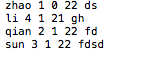 zhao 1 0 22 ds
li 4 1 21 gh
qian 2 1 22 fd
sun 3 1 22 fdsd